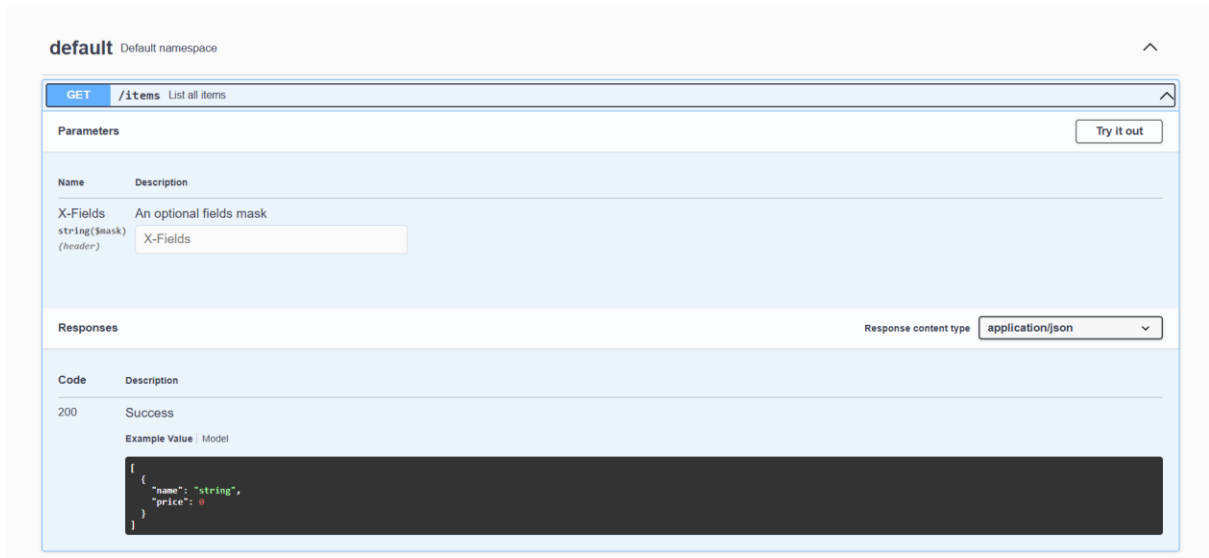 default Default namespace
GET /items List all items
Parameters
Try it out
Name Description
X-Fields An optional fields mask
string($mask)
(header)
X-Fields
Responses
Response content type application/json
Code Description
200 Success
Example Value Model
[
{
"name": "string",
"price": 0
}
]